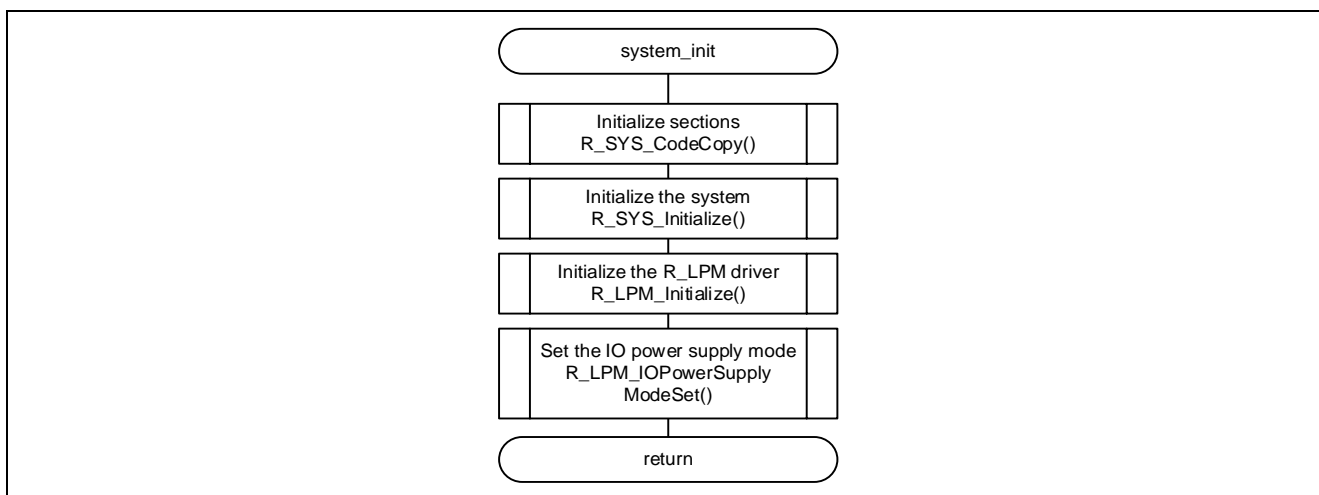 system_init
Initialize sections
R_SYS_CodeCopy()
Initialize the system
R_SYS_Initialize()
Initialize the R_LPM driver
R_LPM_Initialize()
Set the IO power supply mode
R_LPM_IOPowerSupply
ModeSet()
return